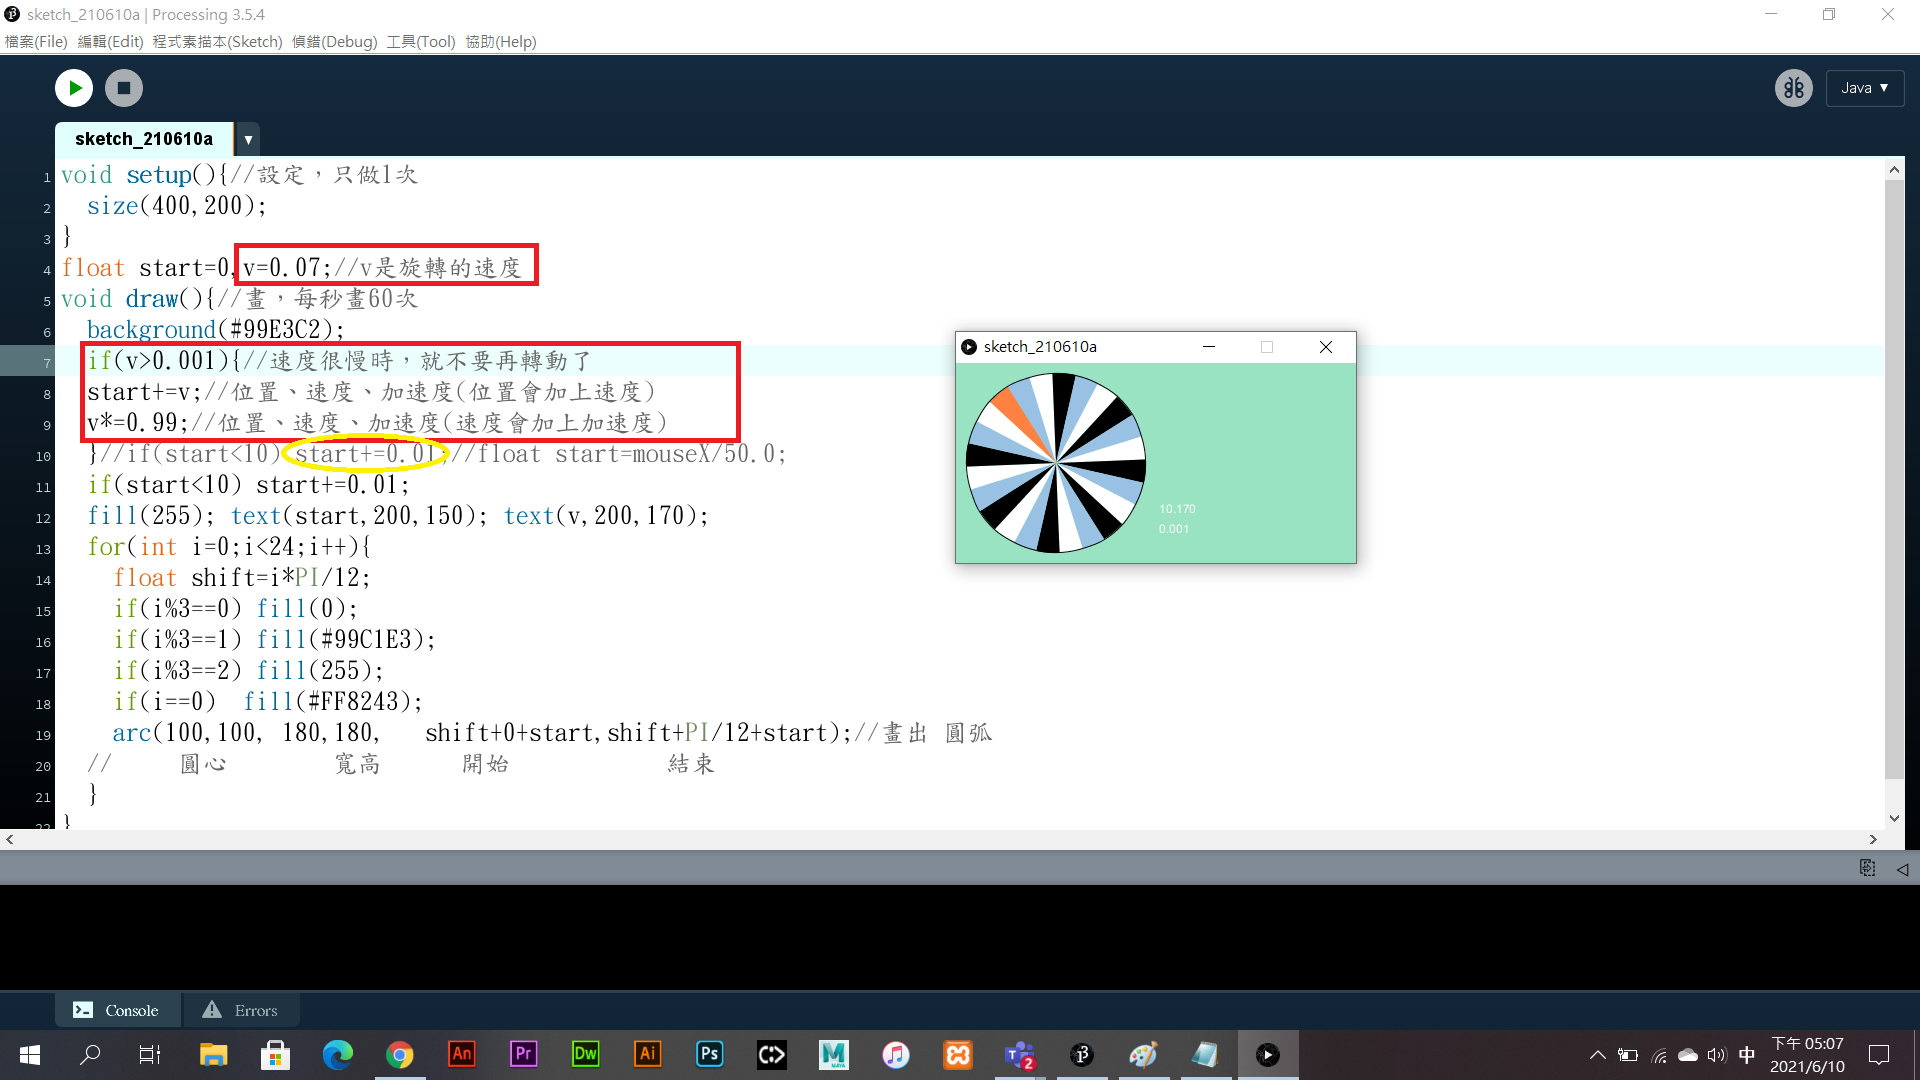 sketch_210610a | Processing 3.5.4
檔案(File) 編輯(Edit) 程式素描本(Sketch) 偵錯(Debug) 工具(Tool) 協助(Help)
Java ▼
sketch_210610a ▼
1 void setup(){//設定，只做1次
2 size(400,200);
3 }
4 float start=0,v=0.07;//v是旋轉的速度
5 void draw(){//畫，每秒畫60次
6 background(#99E3C2);
7 if(v>0.001){//速度很慢時，就不要再轉動了
8 start+=v;//位置、速度、加速度(位置會加上速度)
9 v*=0.99;//位置、速度、加速度(速度會加上加速度)
10 }//if(start<10) start+=0.01;//float start=mouseX/50.0;
11 if(start<10) start+=0.01;
12 fill(255); text(start,200,150); text(v,200,170);
13 for(int i=0;i<24;i++){
14 float shift=i*PI/12;
15 if(i%3==0) fill(0);
16 if(i%3==1) fill(#99C1E3);
17 if(i%3==2) fill(255);
18 if(i==0)  fill(#FF8243);
19 arc(100,100, 180,180,   shift+0+start,shift+PI/12+start);//畫出 圓弧
20 //     圓心        寬高      開始            結束
21 }
22 }
sketch_210610a
10.170
0.001
Console
Errors
An
Pr
Dw
Ai
Ps
M
MAYA
T
2
中
下午 05:07
2021/6/10